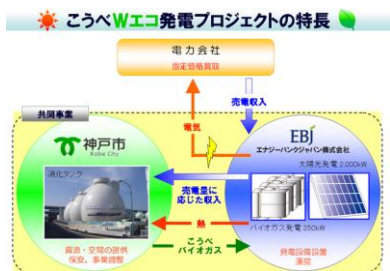 こうべWエコ発電プロジェクトの特長
電力会社
固定価格買取
売電収入
共同事業
電気
神戸市
Kobe City
EBJ
エナジーバンクジャパン株式会社
太陽光発電 2,000kW
消化タンク
売電量に
応じた収入
熱
バイオガス発電 350kW
資源・空間の提供
保安、事業調整
こうべ
バイオガス
発電設備設置
運営